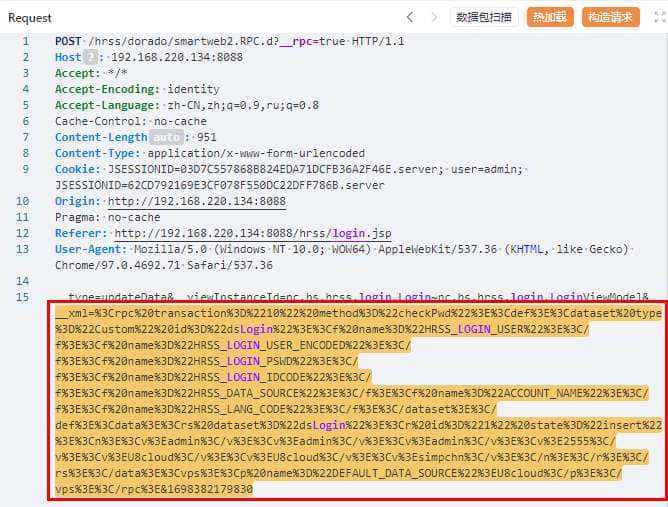 Request
数据包扫描
热加载
构造请求
1 POST /hrss/dorado/smartweb2.RPC.d?__rpc=true HTTP/1.1
2 Host ? : 192.168.220.134:8088
3 Accept: */*
4 Accept-Encoding: identity
5 Accept-Language: zh-CN,zh;q=0.9,ru;q=0.8
6 Cache-Control: no-cache
7 Content-Length auto : 951
8 Content-Type: application/x-www-form-urlencoded
9 Cookie: JSESSIONID=03D7C557868B824EDA71DCFB36A2F46E.server; user=admin;
JSESSIONID=62CD792169E3CF078F550DC22DFF786B.server
10 Origin: http://192.168.220.134:8088
11 Pragma: no-cache
12 Referer: http://192.168.220.134:8088/hrss/login.jsp
13 User-Agent: Mozilla/5.0 (Windows NT 10.0; WOW64) AppleWebKit/537.36 (KHTML, like Gecko)
Chrome/97.0.4692.71 Safari/537.36
14
15 __type=updateData&__viewInstanceId=nc.bs.hrss.login.Login~nc.bs.hrss.login.LoginViewModel&
__xml=%3Crpc%20transaction%3D%2210%22%20method%3D%22checkPwd%22%3E%3Cdef%3E%3Cdataset%20type
%3D%22Custom%22%20id%3D%22dsLogin%22%3E%3Cf%20name%3D%22HRSS_LOGIN_USER%22%3E%3C/
f%3E%3Cf%20name%3D%22HRSS_LOGIN_USER_ENCODED%22%3E%3C/
f%3E%3Cf%20name%3D%22HRSS_LOGIN_PSWD%22%3E%3C/
f%3E%3Cf%20name%3D%22HRSS_LOGIN_IDCODE%22%3E%3C/
f%3E%3Cf%20name%3D%22HRSS_DATA_SOURCE%22%3E%3C/f%3E%3Cf%20name%3D%22ACCOUNT_NAME%22%3E%3C/
f%3E%3Cf%20name%3D%22HRSS_LANG_CODE%22%3E%3C/f%3E%3C/dataset%3E%3C/
def%3E%3Cdata%3E%3Crs%20dataset%3D%22dsLogin%22%3E%3Cr%20id%3D%221%22%20state%3D%22insert%22
%3E%3Cn%3E%3Cv%3Eadmin%3C/v%3E%3Cv%3Eadmin%3C/v%3E%3Cv%3Eadmin%3C/v%3E%3Cv%3E2555%3C/
v%3E%3Cv%3EU8cloud%3C/v%3E%3Cv%3EU8cloud%3C/v%3E%3Cv%3Esimpchn%3C/v%3E%3C/n%3E%3C/r%3E%3C/
rs%3E%3C/data%3E%3Cvps%3E%3Cp%20name%3D%22DEFAULT_DATA_SOURCE%22%3EU8cloud%3C/p%3E%3C/
vps%3E%3C/rpc%3E&1698382179830